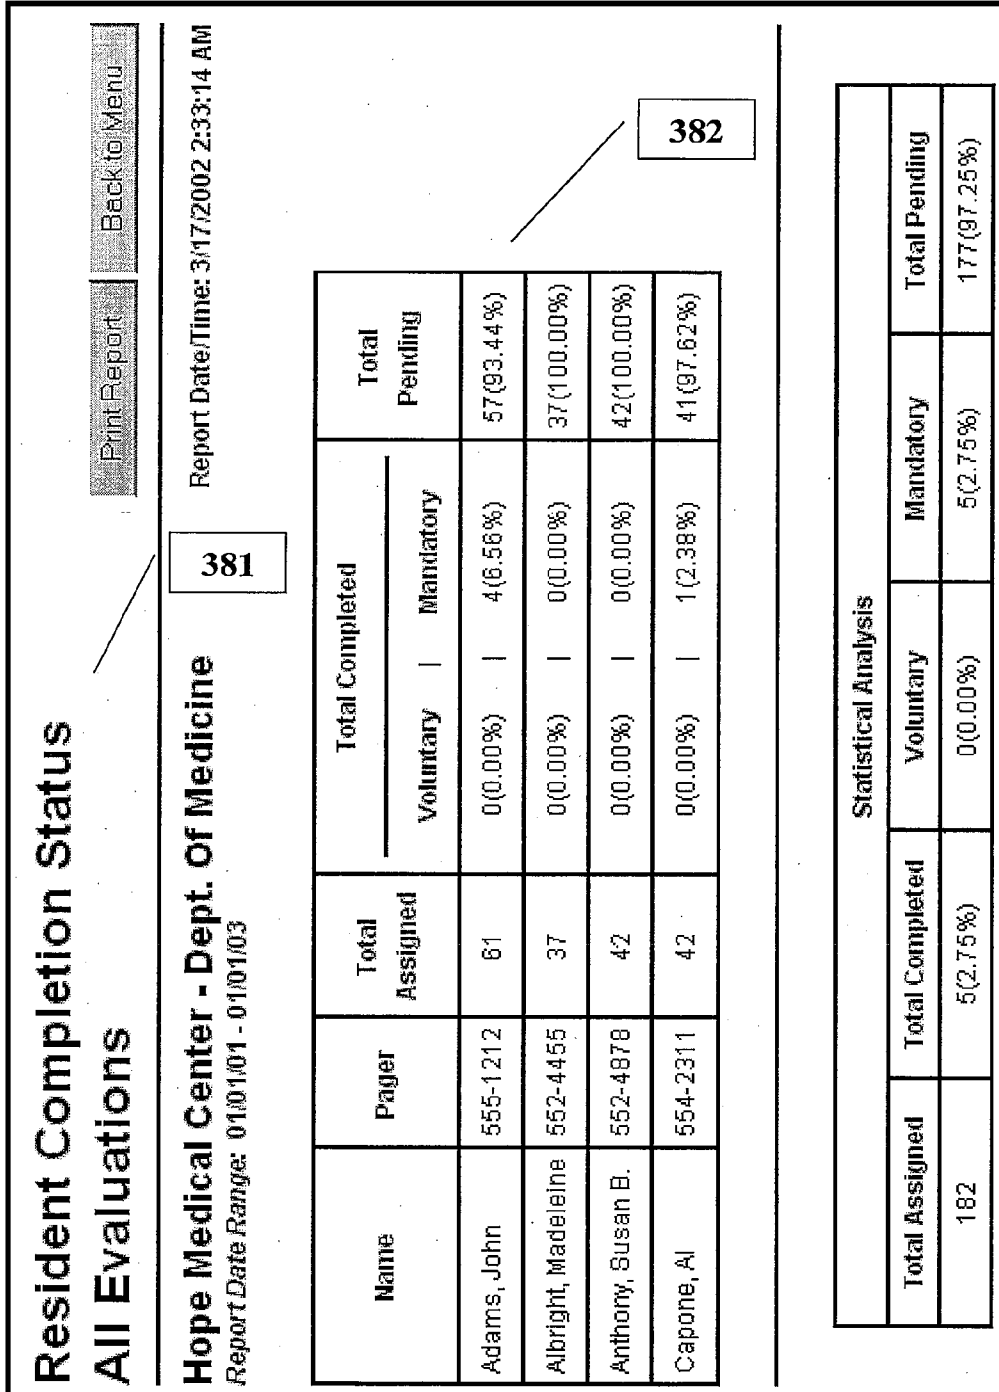 Resident Completion Status
All Evaluations
Print Report Back to Menu
381
Hope Medical Center - Dept. Of Medicine Report Date/Time: 3/17/2002 2:33:14 AM
Report Date Range: 01/01/01 - 01/01/03
382
Name Pager Total Assigned Total Completed Voluntary | Mandatory Total Pending
Adams, John 555-1212 61 0(0.00%) | 4(6.56%) 57(93.44%)
Albright, Madeleine 552-4455 37 0(0.00%) | 0(0.00%) 37(100.00%)
Anthony, Susan B. 552-4878 42 0(0.00%) | 0(0.00%) 42(100.00%)
Capone, Al 554-2311 42 0(0.00%) | 1(2.38%) 41(97.62%)
Statistical Analysis
Total Assigned Total Completed Voluntary Mandatory Total Pending
182 5(2.75%) 0(0.00%) 5(2.75%) 177(97.25%)